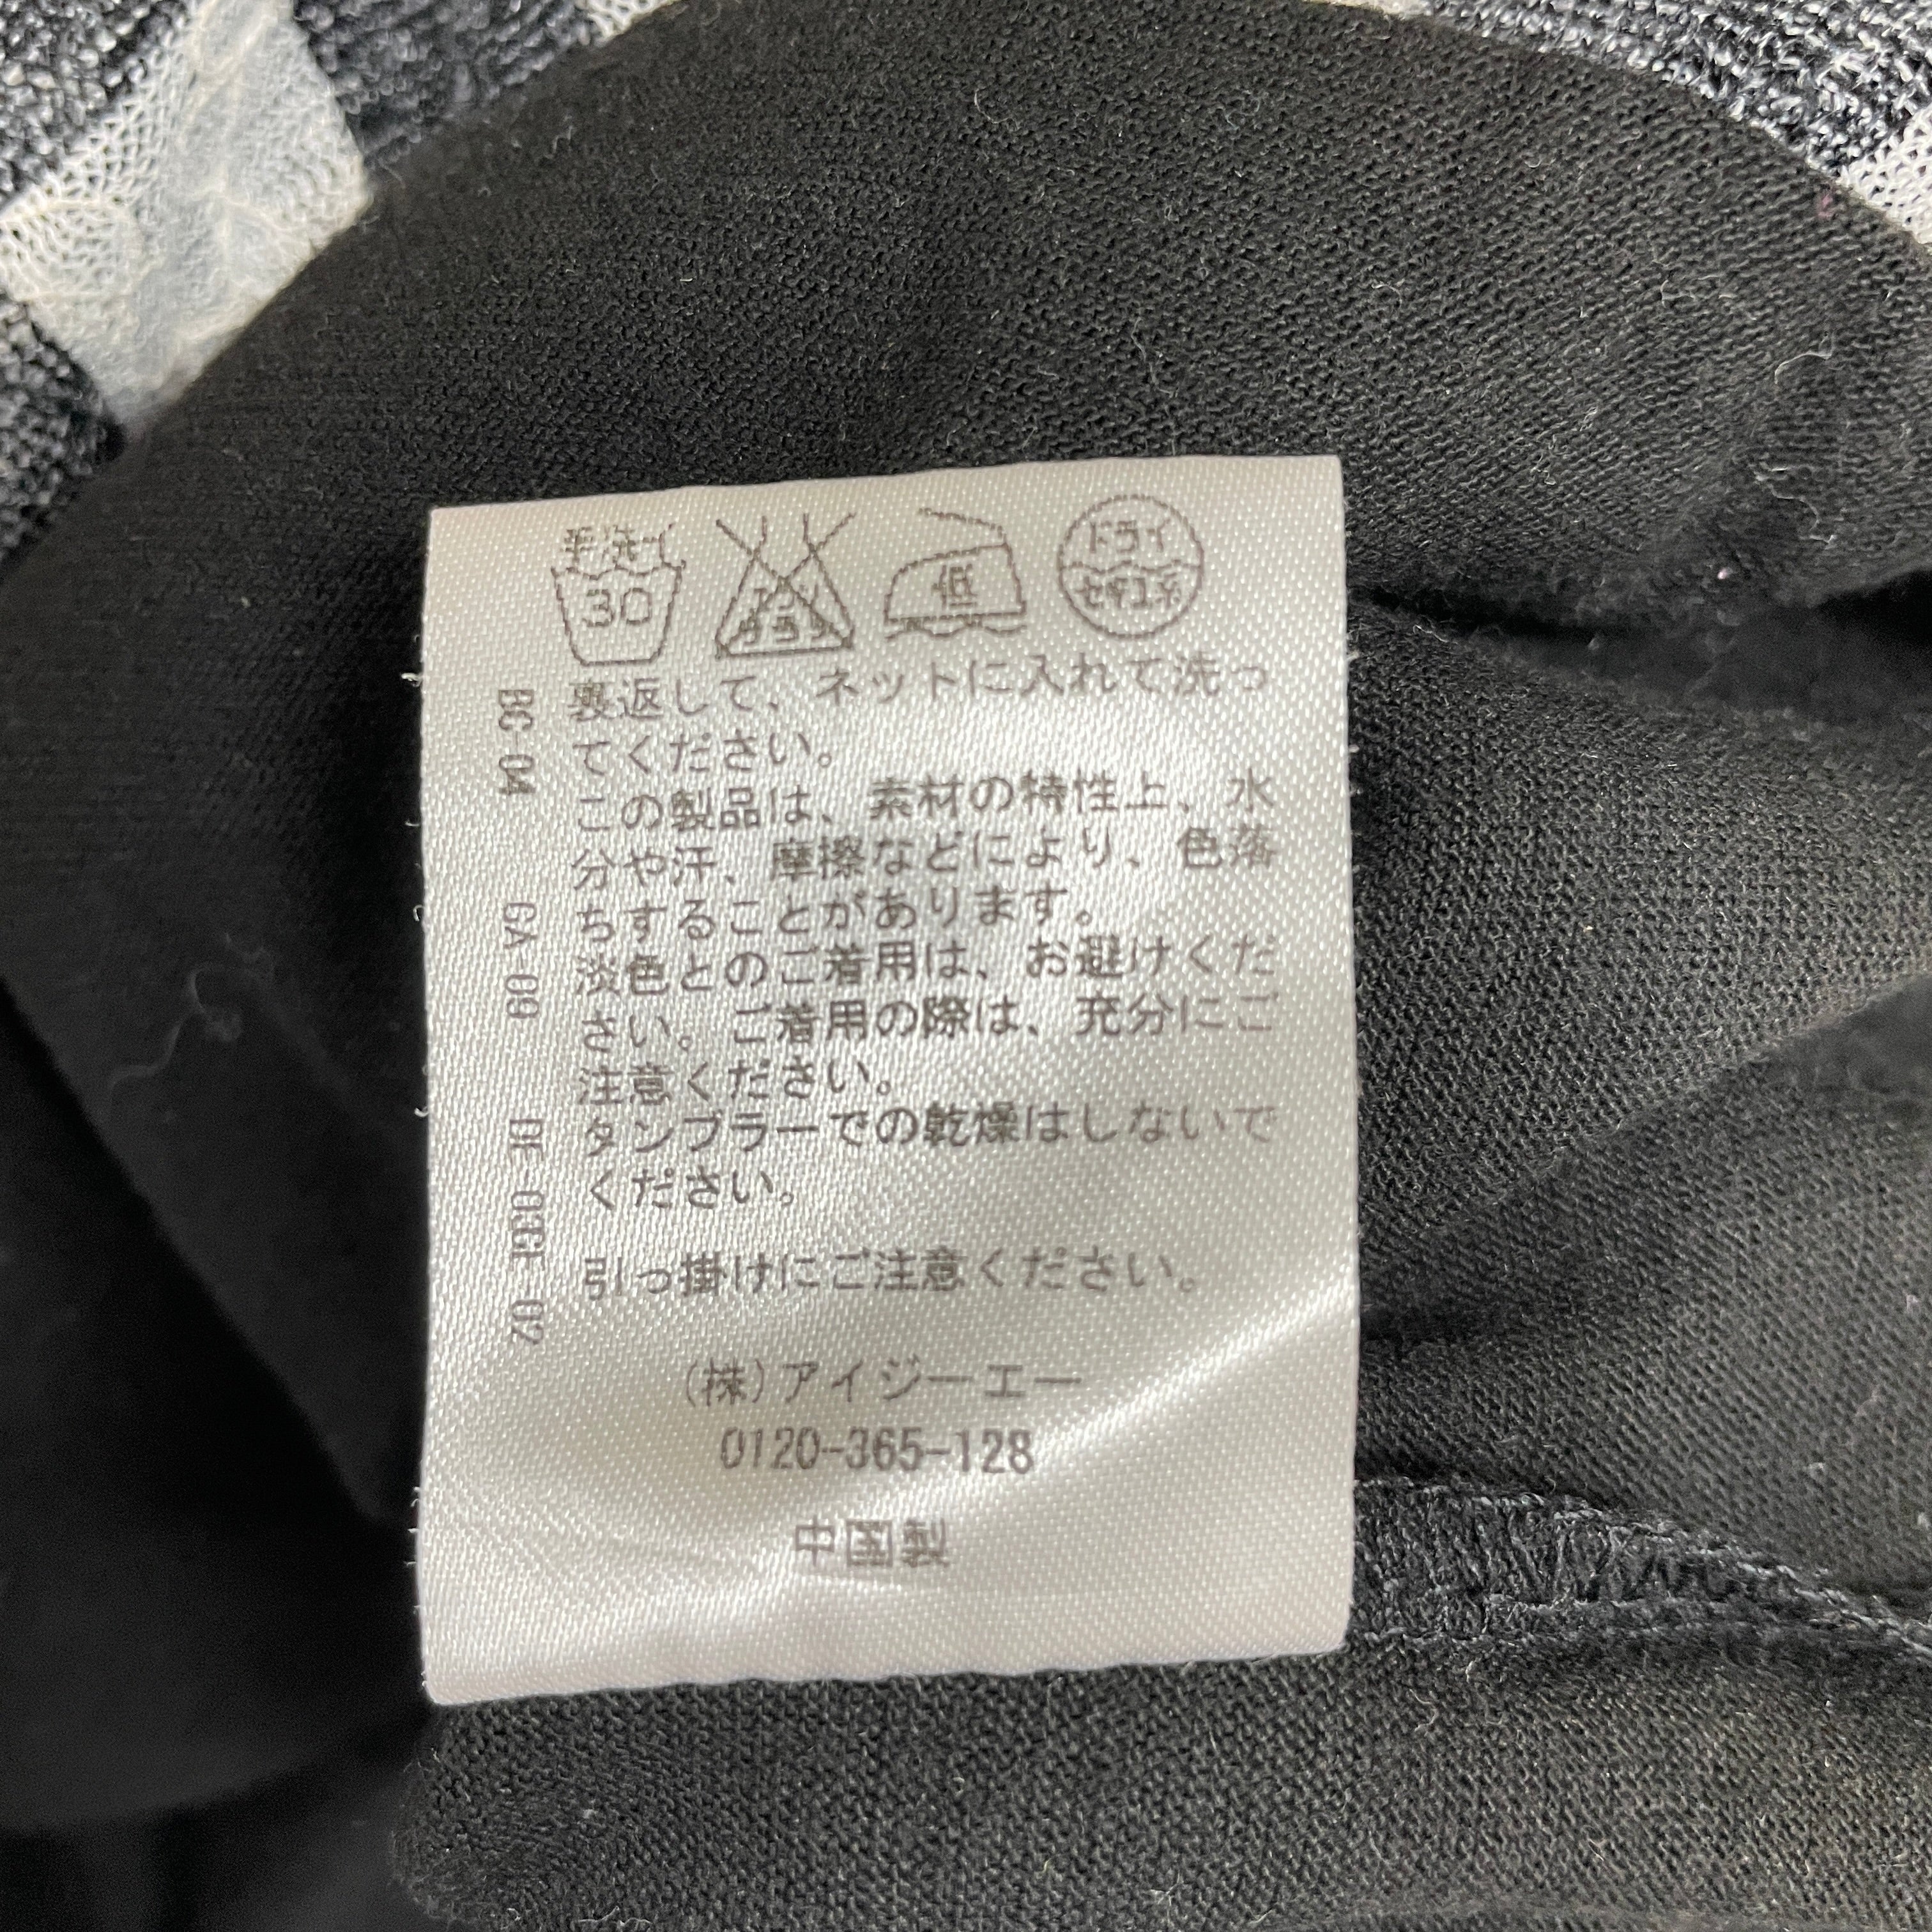 手洗イ
30
エンソ
サラシ
低
ドライ
セキユ系
裏返して、ネットに入れて洗っ
てください。
この製品は、素材の特性上、水
分や汗、摩擦などにより、色落
ちすることがあります。
淡色とのご着用は、お避けくだ
さい。ご着用の際は、充分にご
注意ください。
タンブラーでの乾燥はしないで
ください。
引っ掛けにご注意ください。
(株)アイジーエー
0120-365-128
中国製
BC-04
GA-09